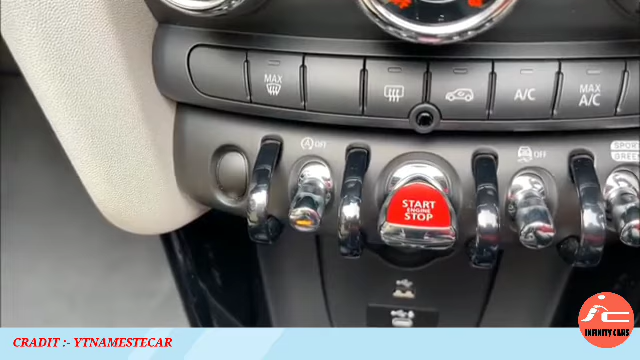 MAX
A/C
MAX
A/C
OFF
OFF
SPORT
GREEN
START
ENGINE
STOP
CRADIT :- YTNAMESTECAR
INFINITY CARS